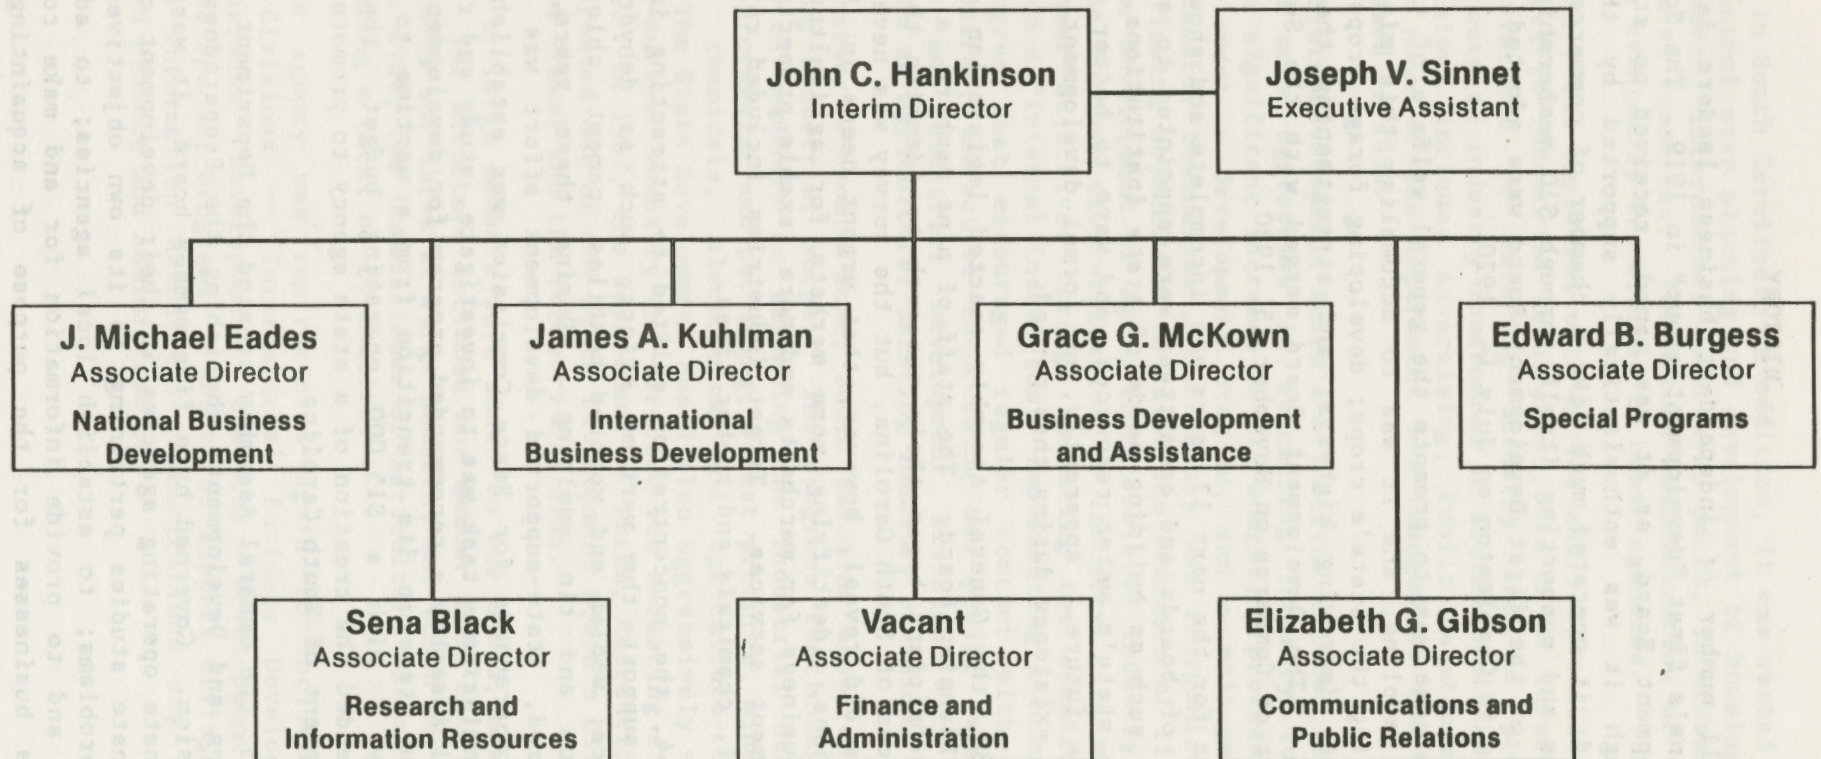 John C. Hankinson
Interim Director
Joseph V. Sinnet
Executive Assistant
J. Michael Eades
Associate Director
National Business
Development
James A. Kuhlman
Associate Director
International
Business Development
Grace G. McKown
Associate Director
Business Development
and Assistance
Edward B. Burgess
Associate Director
Special Programs
Sena Black
Associate Director
Research and
Information Resources
Vacant
Associate Director
Finance and
Administration
Elizabeth G. Gibson
Associate Director
Communications and
Public Relations